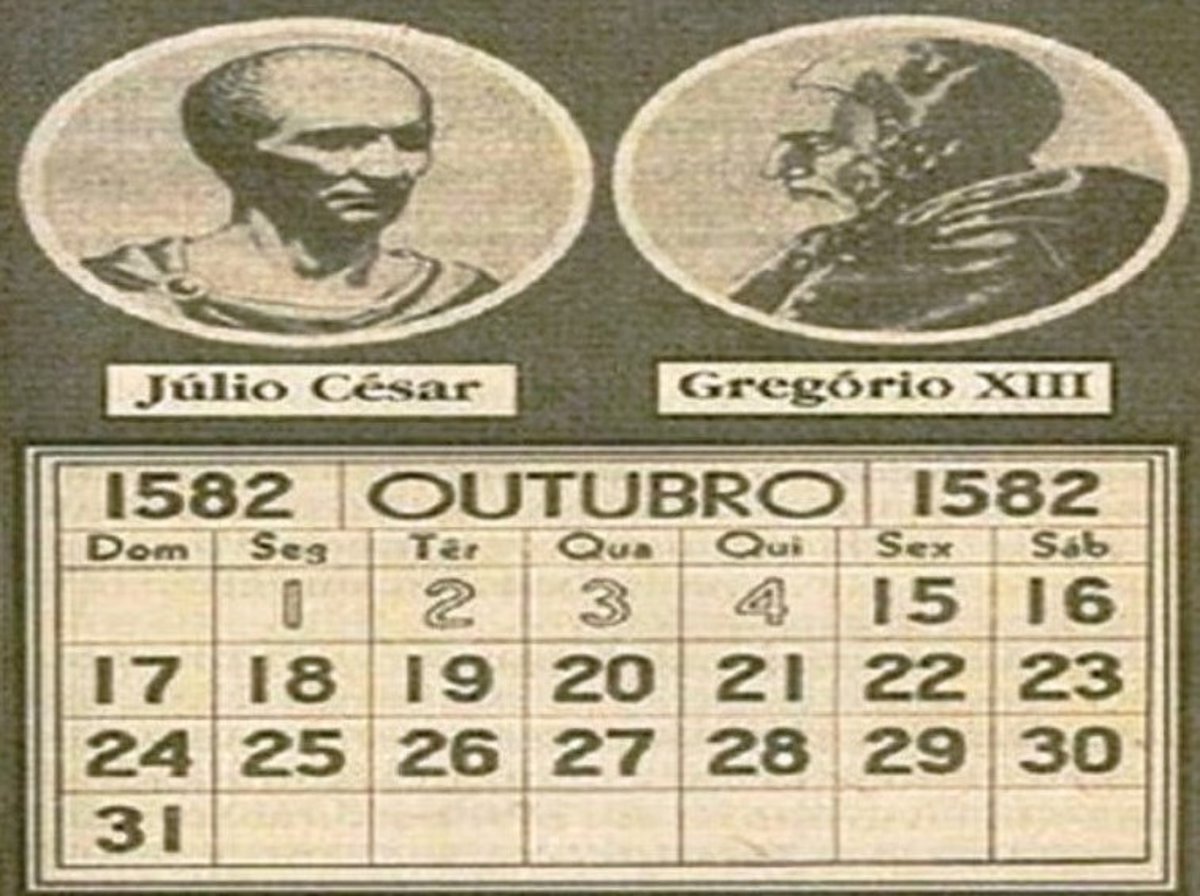 Júlio César
Gregório XIII
1582 OUTUBRO 1582
Dom Seg Têr Qua Qui Sex Sáb
1 2 3 4 15 16
17 18 19 20 21 22 23
24 25 26 27 28 29 30
31